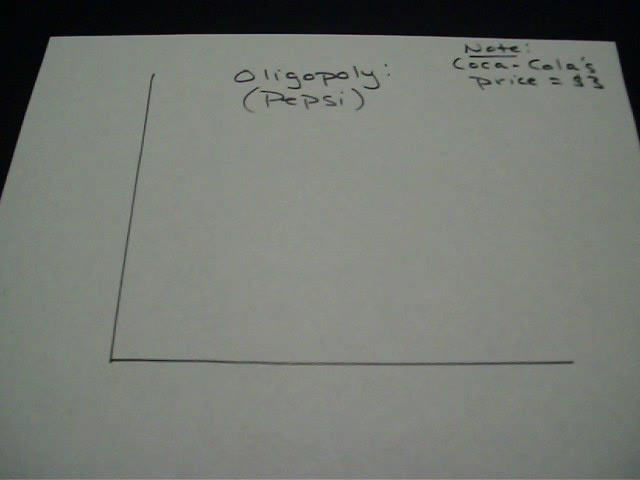 Oligopoly:
(Pepsi)
Note:
Coca-Cola's
price = $3